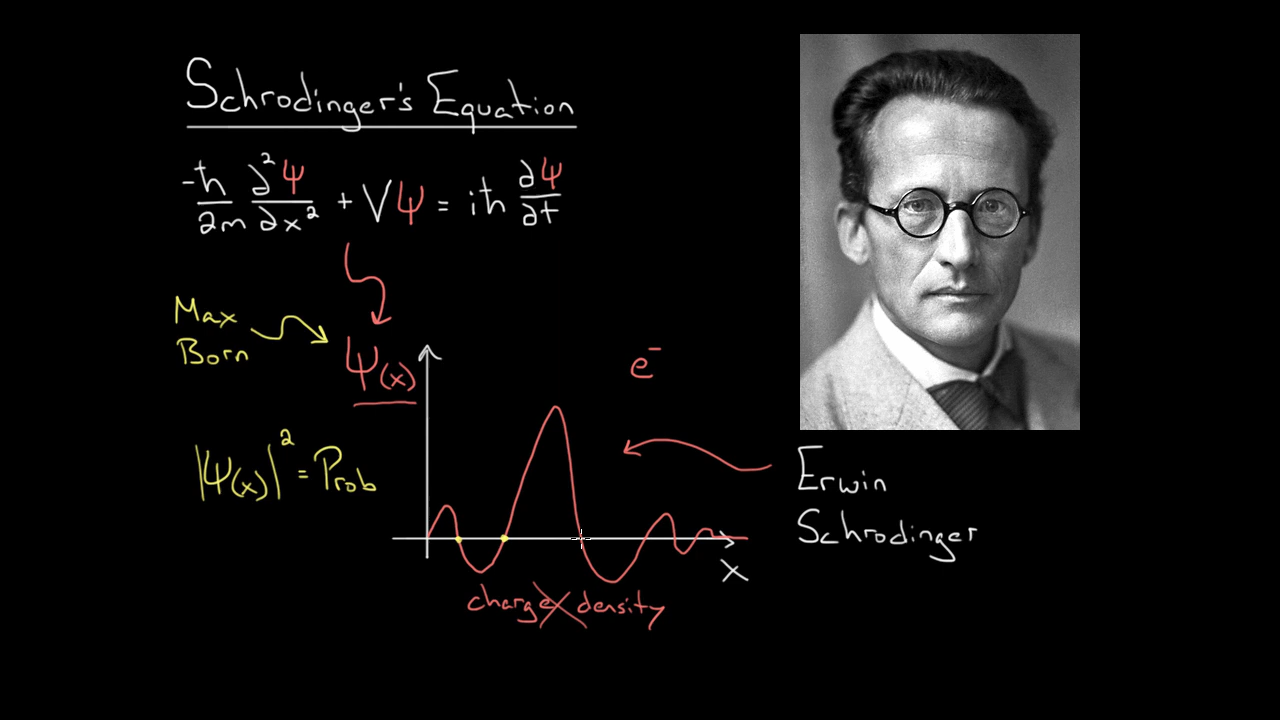 Schrodinger's Equation
-ħ/2m ∂²Ψ/∂x² + VΨ = iħ ∂Ψ/∂t
Max
Born
Ψ(x)
e⁻
|Ψ(x)|² = Prob
Erwin
Schrodinger
x
charge density